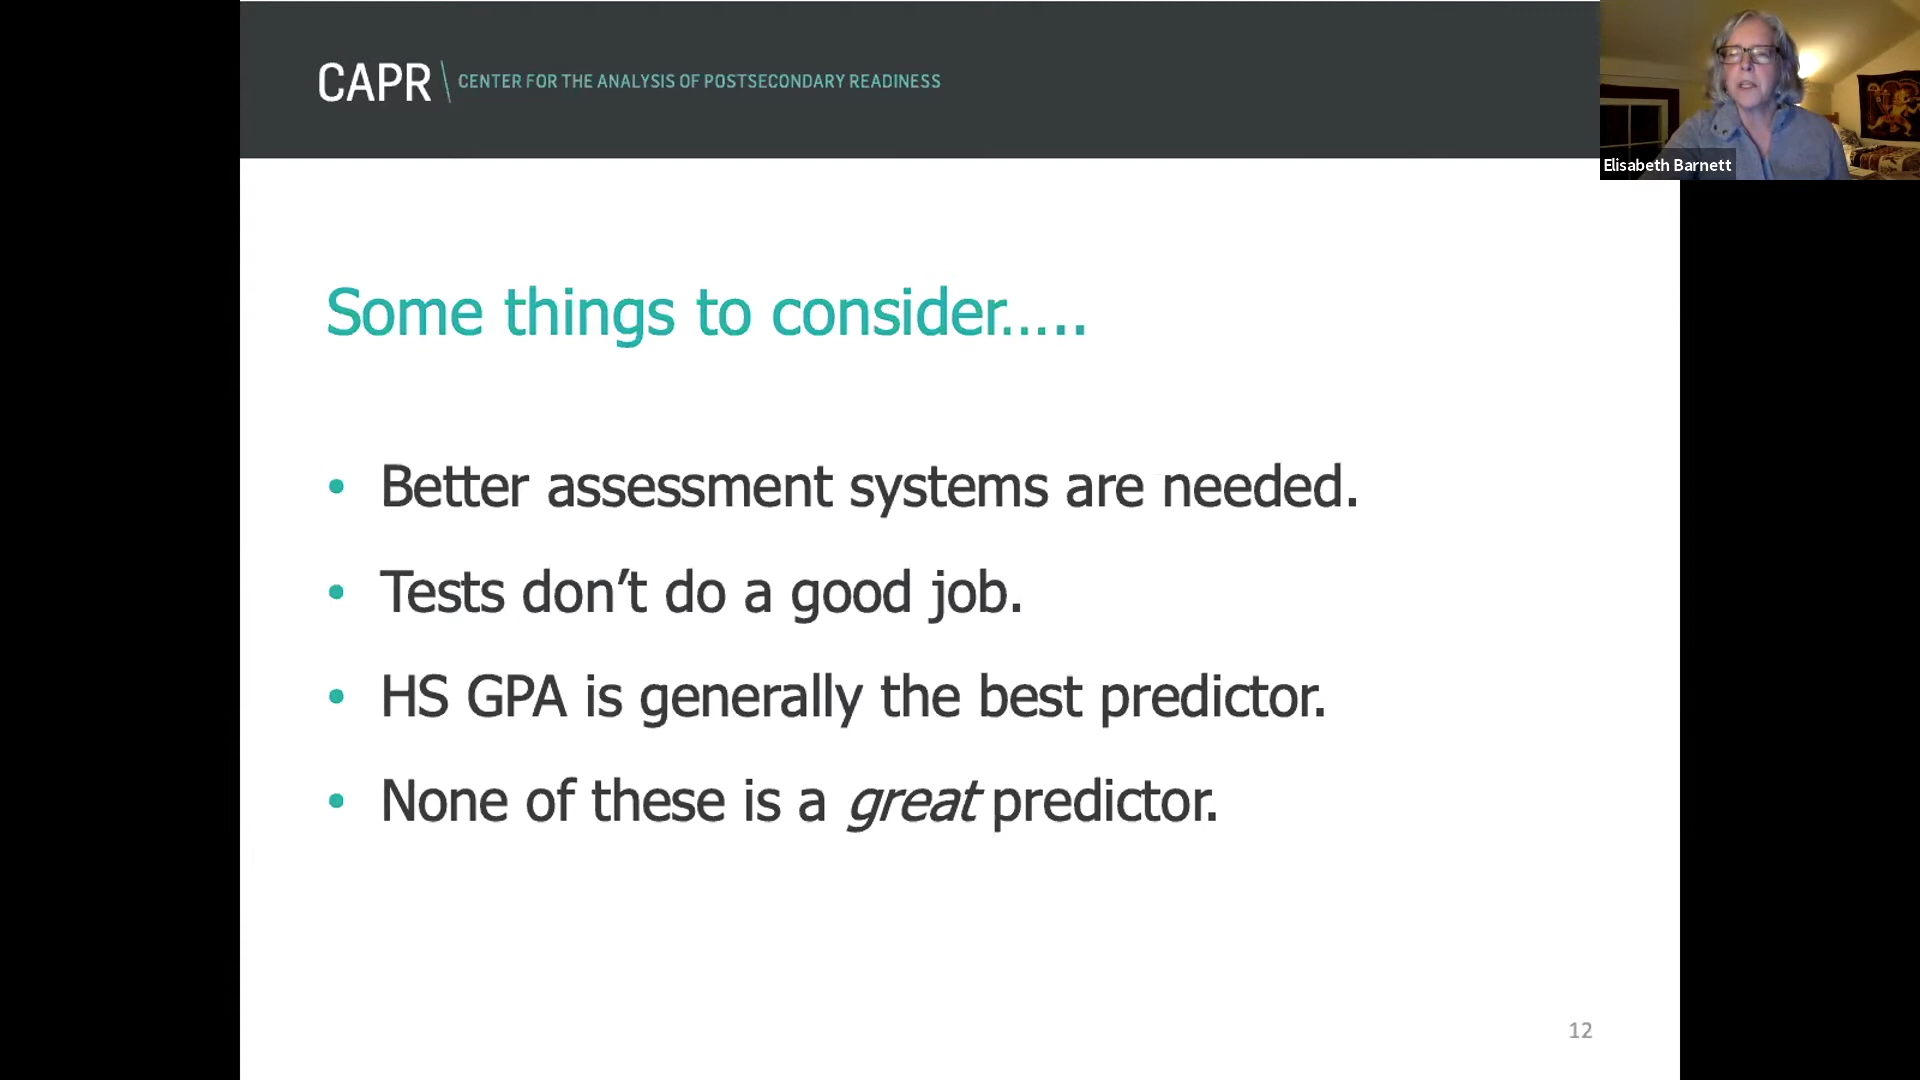 CAPR CENTER FOR THE ANALYSIS OF POSTSECONDARY READINESS
Elisabeth Barnett
Some things to consider.….
• Better assessment systems are needed.
• Tests don’t do a good job.
• HS GPA is generally the best predictor.
• None of these is a great predictor.
12